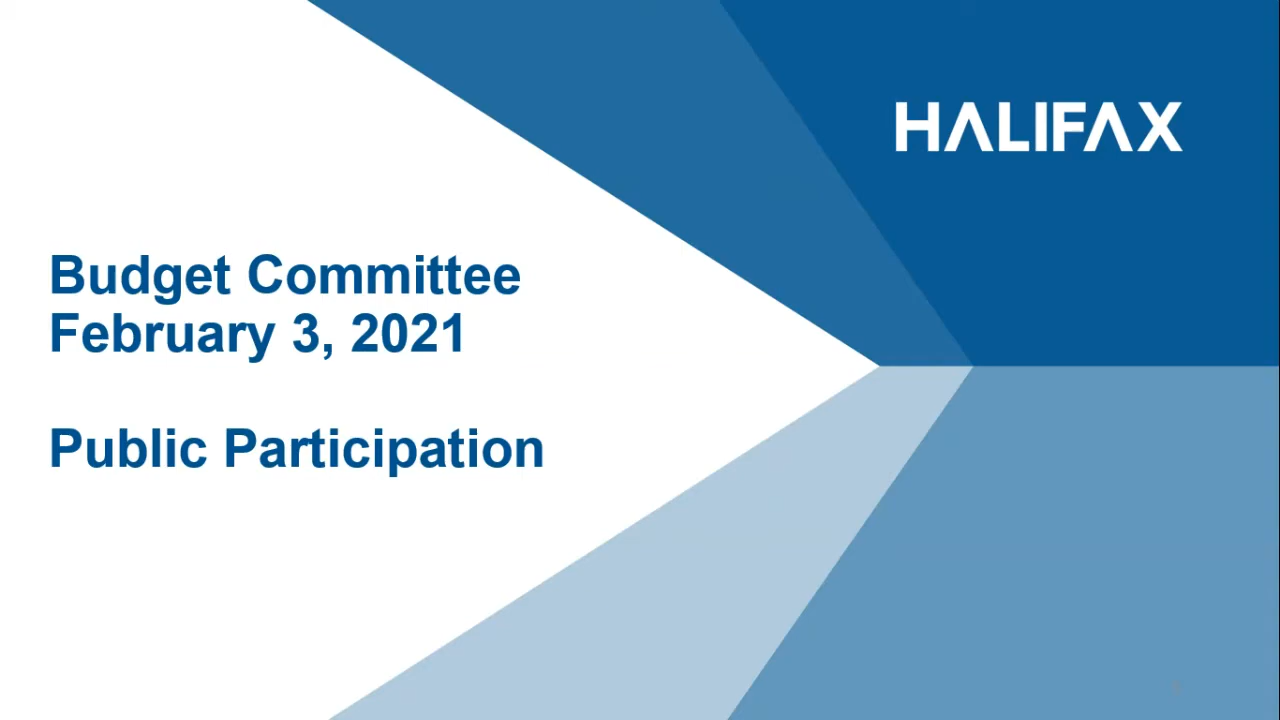 HALIFAX
Budget Committee
February 3, 2021
Public Participation